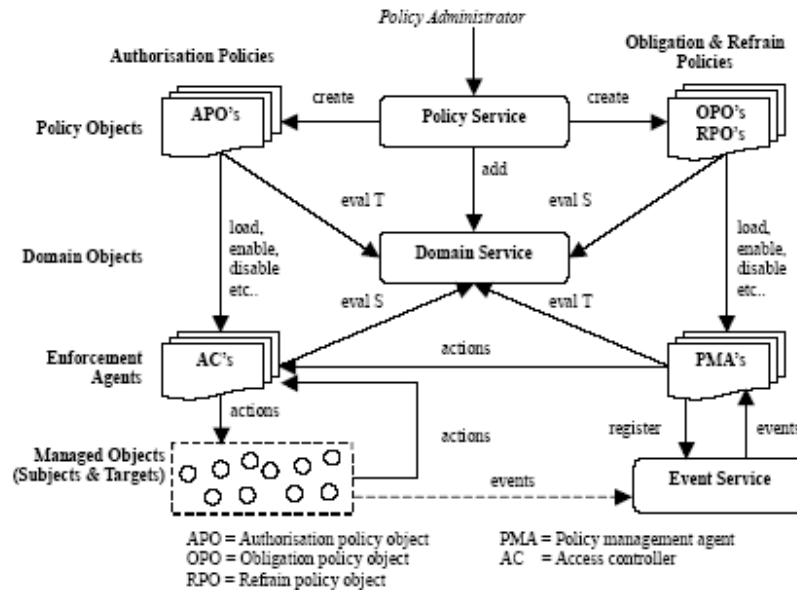 Policy Administrator
Authorisation Policies
Obligation & Refrain
Policies
Policy Objects
APO's
create
Policy Service
create
OPO's
RPO's
add
eval T
eval S
load,
enable,
disable
etc..
Domain Objects
Domain Service
load,
enable,
disable
etc..
eval S
eval T
Enforcement
Agents
AC's
actions
PMA's
actions
actions
register
events
Managed Objects
(Subjects & Targets)
events
Event Service
APO = Authorisation policy object
OPO = Obligation policy object
RPO = Refrain policy object
PMA = Policy management agent
AC = Access controller